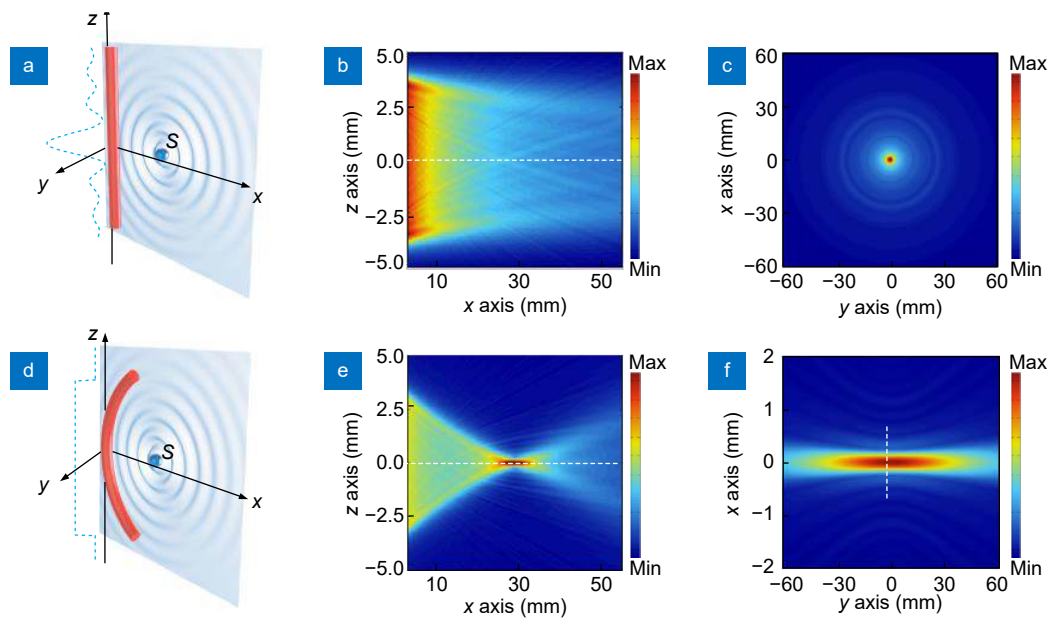 a
z
y
S
x
b
5.0
2.5
0.0
−2.5
−5.0
z axis (mm)
10
30
50
x axis (mm)
Max
Min
c
60
30
0
−30
−60
x axis (mm)
−60
−30
0
30
60
y axis (mm)
Max
Min
d
z
y
S
x
e
5.0
2.5
0.0
−2.5
−5.0
z axis (mm)
10
30
50
x axis (mm)
Max
Min
f
2
1
0
−1
−2
x axis (mm)
−60
−30
0
30
60
y axis (mm)
Max
Min